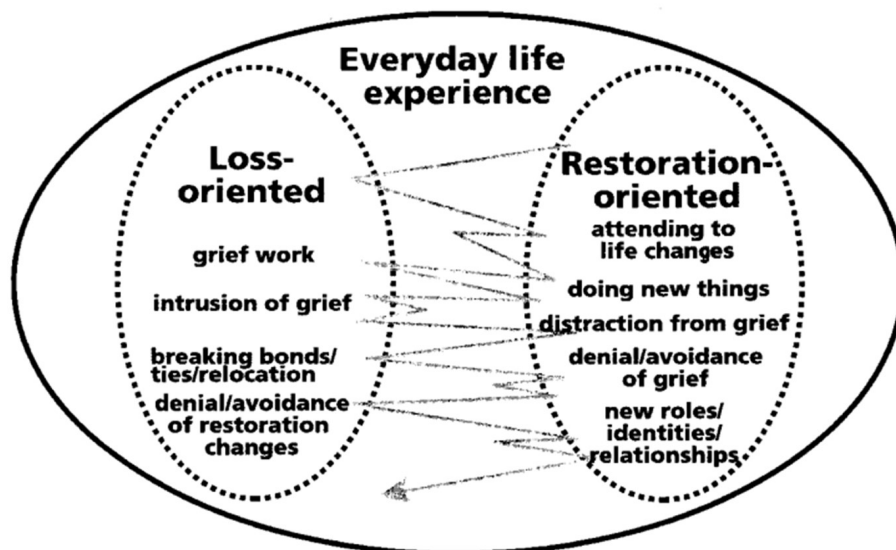 Everyday life
experience
Loss-
oriented
grief work
intrusion of grief
breaking bonds/
ties/relocation
denial/avoidance
of restoration
changes
Restoration-
oriented
attending to
life changes
doing new things
distraction from grief
denial/avoidance
of grief
new roles/
identities/
relationships